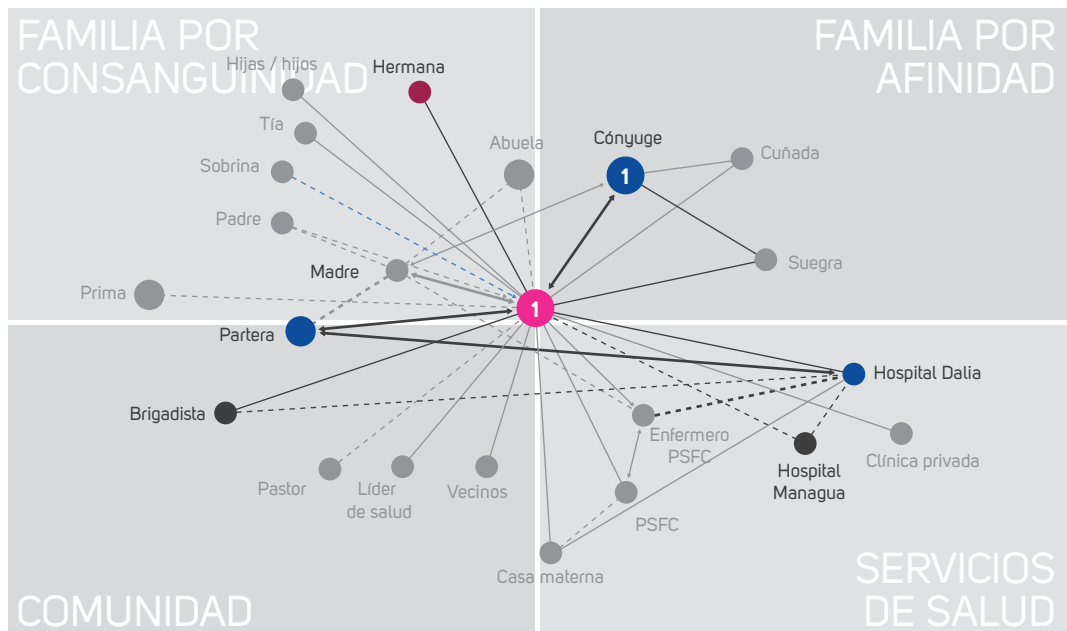 FAMILIA POR
CONSANGUINIDAD
FAMILIA POR
AFINIDAD
Hijas / hijos
Hermana
Tía
Abuela
Cónyuge
Cuñada
Sobrina
1
Padre
Madre
Suegra
Prima
1
Partera
Hospital Dalia
Brigadista
Enfermero
PSFC
Clínica privada
Hospital
Managua
Pastor
Líder
de salud
Vecinos
PSFC
Casa materna
COMUNIDAD
SERVICIOS
DE SALUD